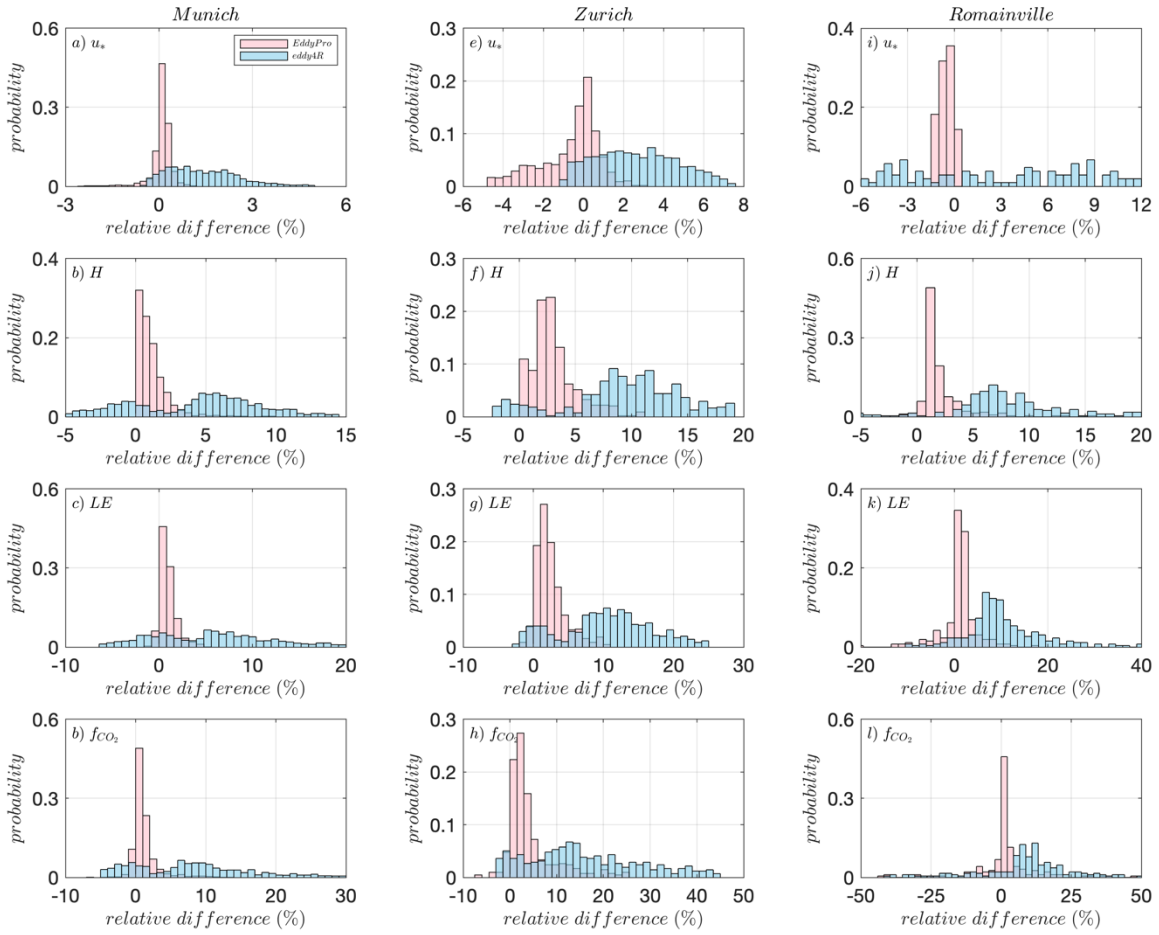 Munich
Zurich
Romainville
a) u*
EddyPro
eddy4R
probability
0.6
0.3
0
-3 0 3 6
relative difference (%)
e) u*
probability
0.3
0.2
0.1
0
-6 -4 -2 0 2 4 6 8
relative difference (%)
i) u*
probability
0.4
0.2
0
-6 -3 0 3 6 9 12
relative difference (%)
b) H
probability
0.4
0.2
0
-5 0 5 10 15
relative difference (%)
f) H
probability
0.3
0.2
0.1
0
-5 0 5 10 15 20
relative difference (%)
j) H
probability
0.6
0.3
0
-5 0 5 10 15 20
relative difference (%)
c) LE
probability
0.6
0.3
0
-10 0 10 20
relative difference (%)
g) LE
probability
0.3
0.2
0.1
0
-10 0 10 20 30
relative difference (%)
k) LE
probability
0.4
0.2
0
-20 0 20 40
relative difference (%)
b) fCO2
probability
0.6
0.3
0
-10 0 10 20 30
relative difference (%)
h) fCO2
probability
0.3
0.2
0.1
0
-10 0 10 20 30 40 50
relative difference (%)
l) fCO2
probability
0.6
0.3
0
-50 -25 0 25 50
relative difference (%)